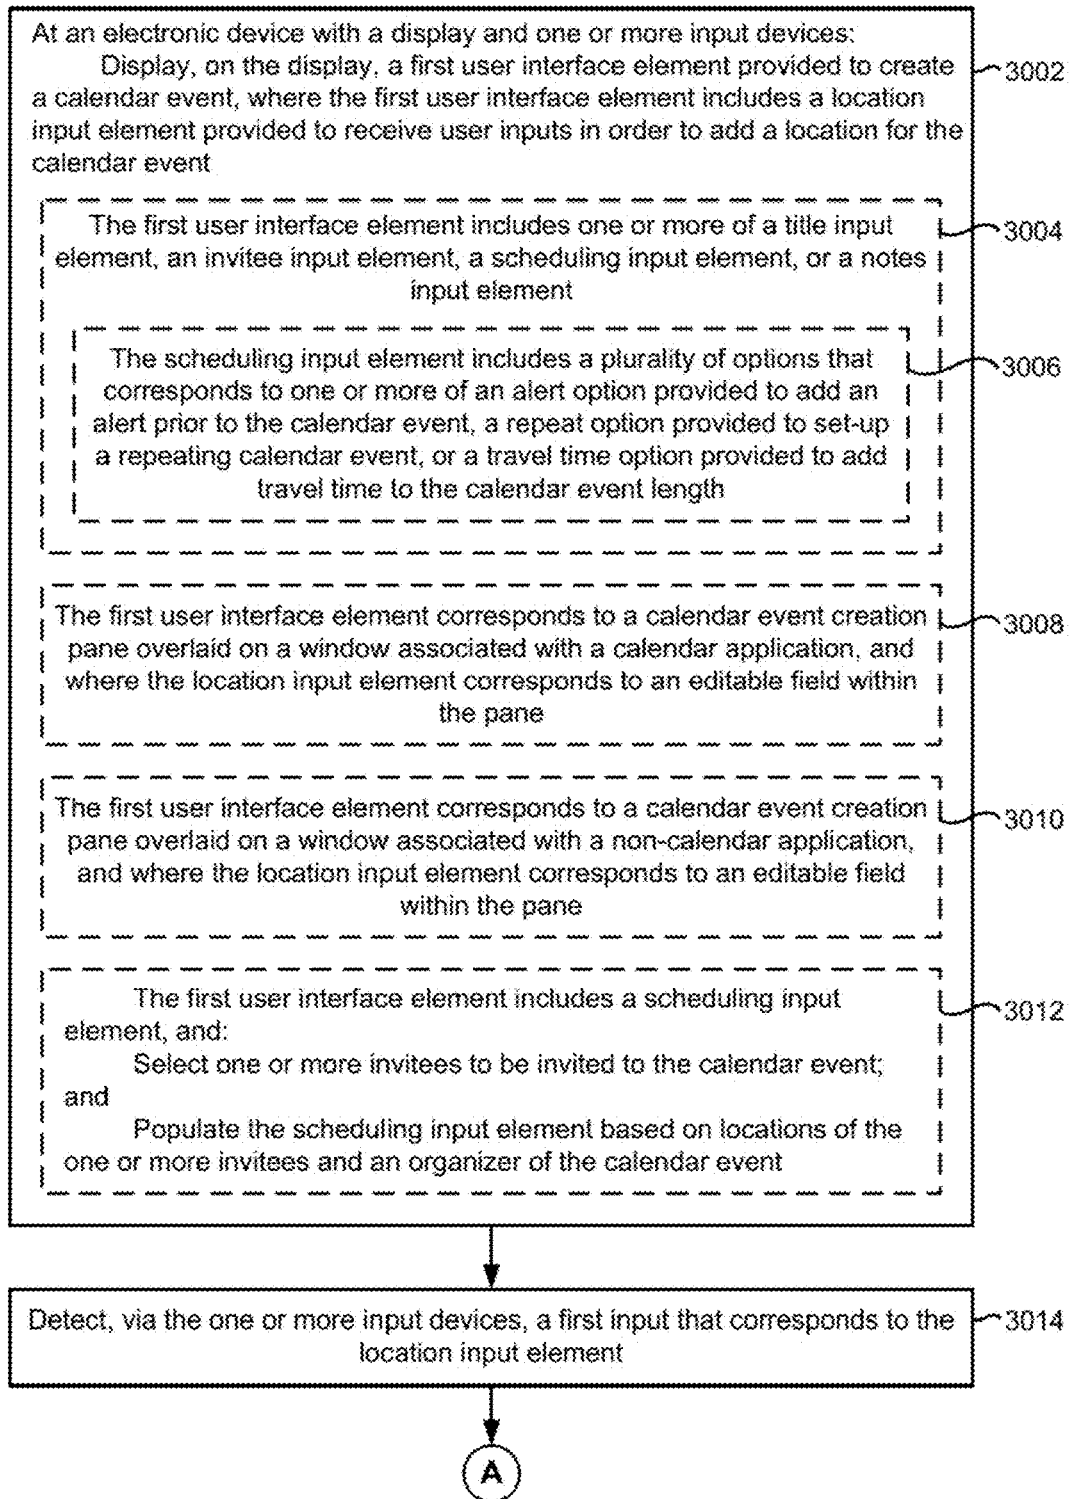 At an electronic device with a display and one or more input devices:
Display, on the display, a first user interface element provided to create
a calendar event, where the first user interface element includes a location
input element provided to receive user inputs in order to add a location for the
calendar event
3002
The first user interface element includes one or more of a title input
element, an invitee input element, a scheduling input element, or a notes
input element
3004
The scheduling input element includes a plurality of options that
corresponds to one or more of an alert option provided to add an
alert prior to the calendar event, a repeat option provided to set-up
a repeating calendar event, or a travel time option provided to add
travel time to the calendar event length
3006
The first user interface element corresponds to a calendar event creation
pane overlaid on a window associated with a calendar application, and
where the location input element corresponds to an editable field within
the pane
3008
The first user interface element corresponds to a calendar event creation
pane overlaid on a window associated with a non-calendar application,
and where the location input element corresponds to an editable field
within the pane
3010
The first user interface element includes a scheduling input
element, and:
Select one or more invitees to be invited to the calendar event;
and
Populate the scheduling input element based on locations of the
one or more invitees and an organizer of the calendar event
3012
Detect, via the one or more input devices, a first input that corresponds to the
location input element
3014
A